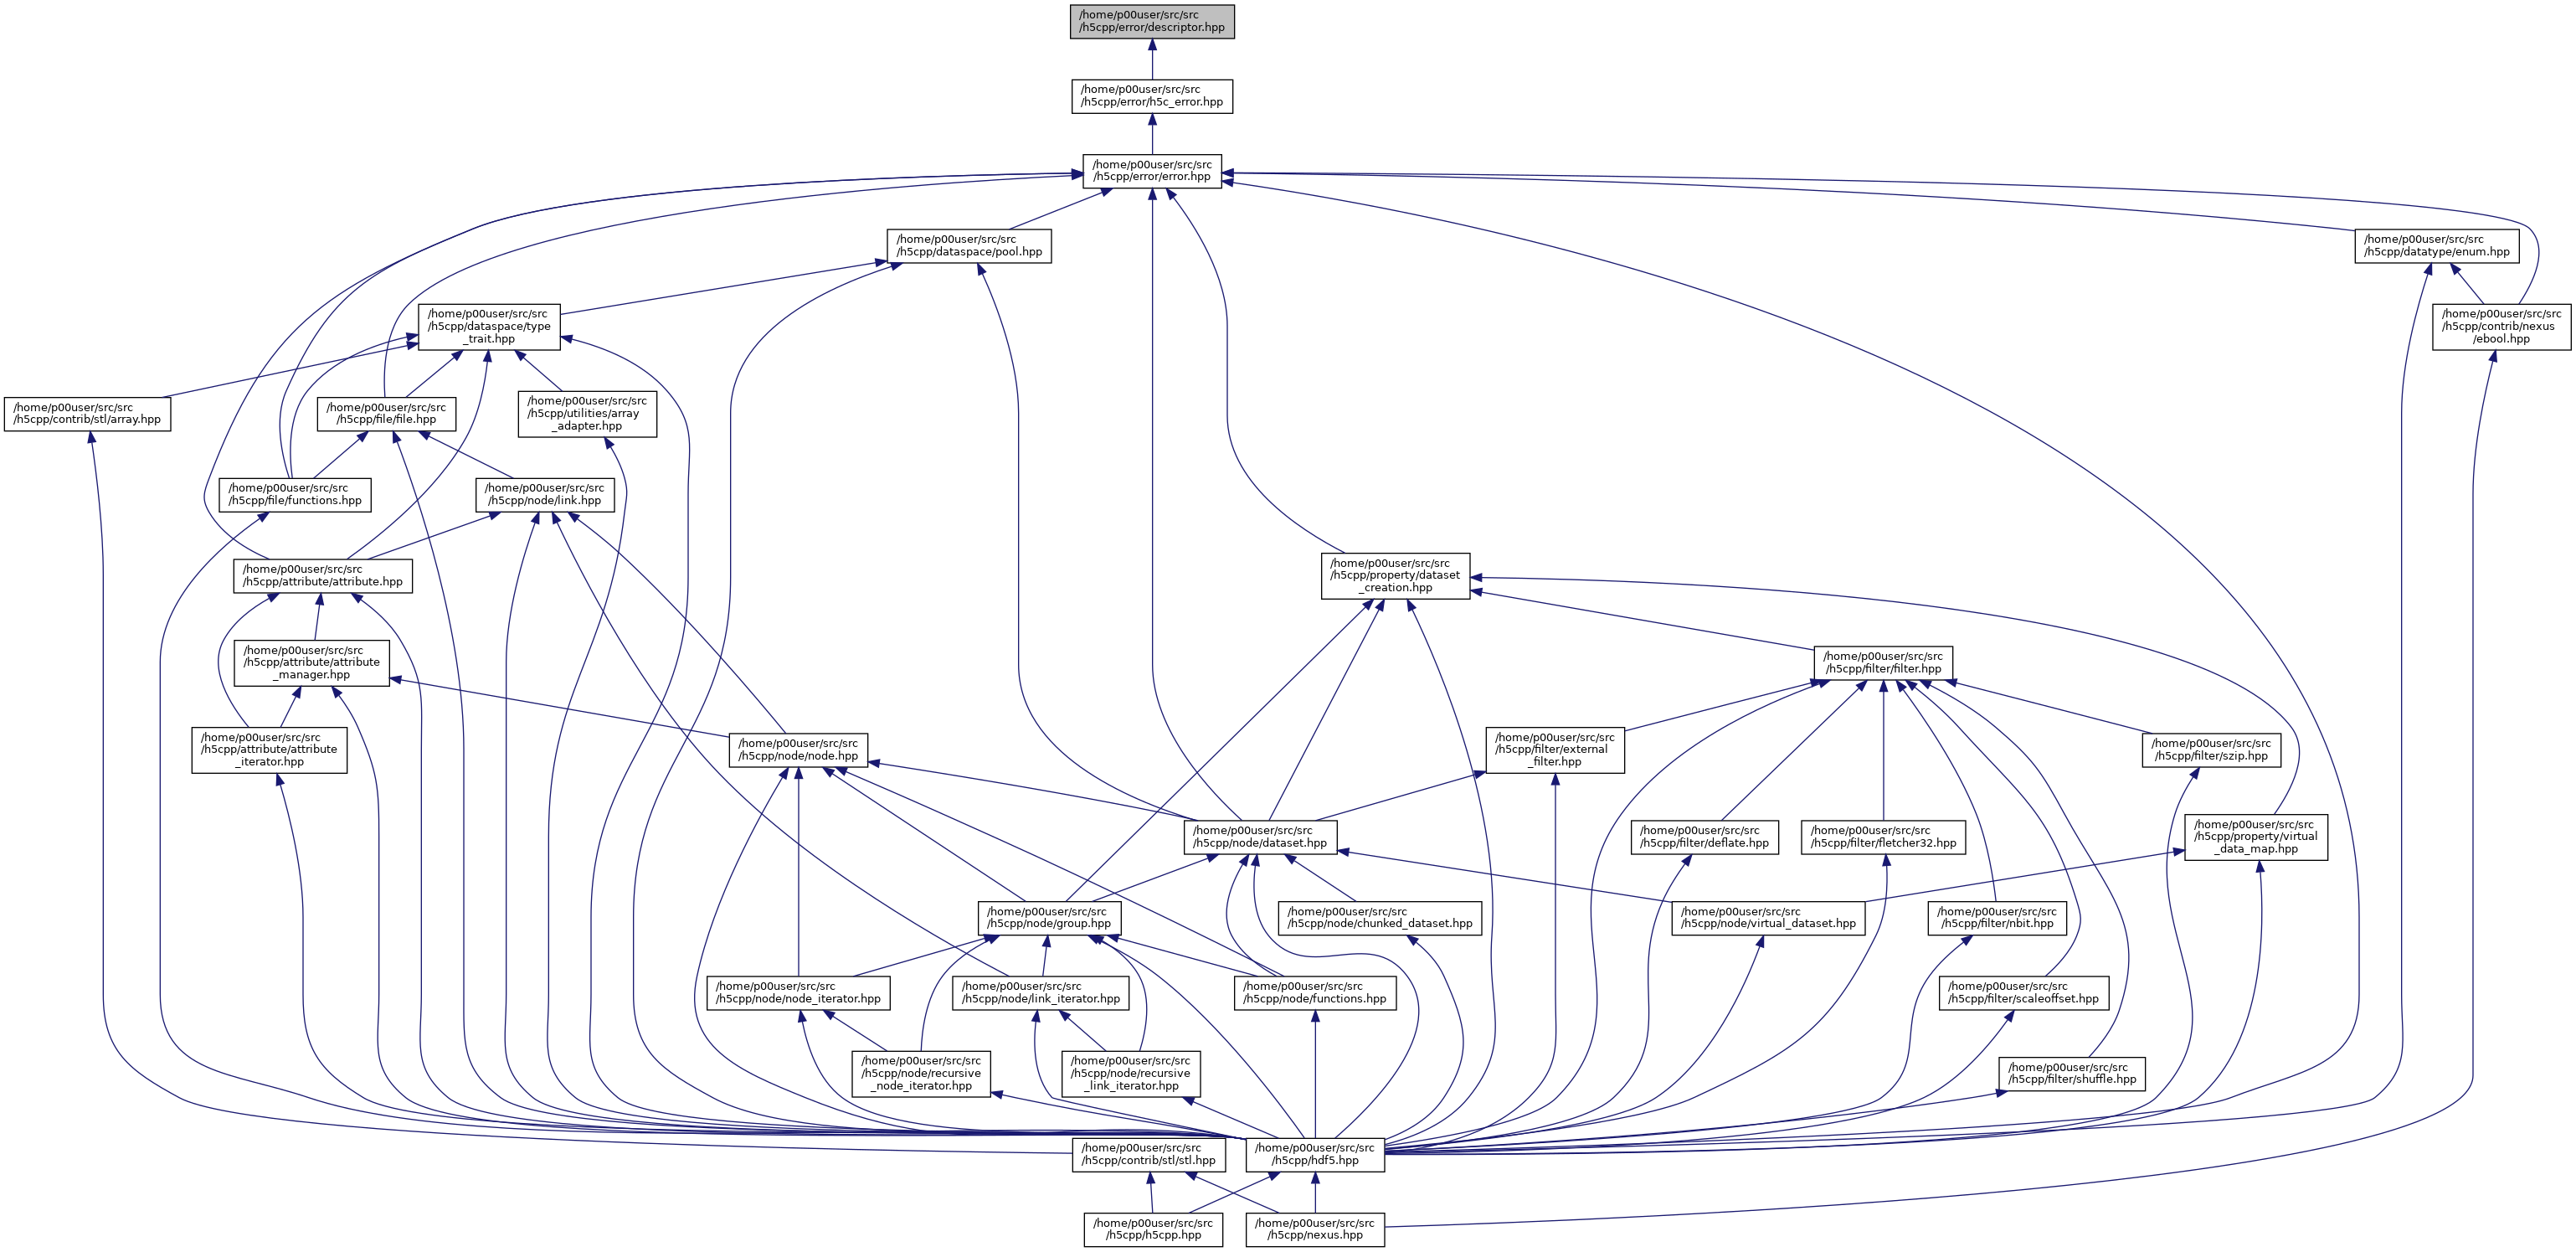 /home/p00user/src/src
/h5cpp/error/descriptor.hpp
/home/p00user/src/src
/h5cpp/error/h5c_error.hpp
/home/p00user/src/src
/h5cpp/error/error.hpp
/home/p00user/src/src
/h5cpp/dataspace/pool.hpp
/home/p00user/src/src
/h5cpp/datatype/enum.hpp
/home/p00user/src/src
/h5cpp/dataspace/type
_trait.hpp
/home/p00user/src/src
/h5cpp/contrib/nexus
/ebool.hpp
/home/p00user/src/src
/h5cpp/contrib/stl/array.hpp
/home/p00user/src/src
/h5cpp/file/file.hpp
/home/p00user/src/src
/h5cpp/utilities/array
_adapter.hpp
/home/p00user/src/src
/h5cpp/file/functions.hpp
/home/p00user/src/src
/h5cpp/node/link.hpp
/home/p00user/src/src
/h5cpp/attribute/attribute.hpp
/home/p00user/src/src
/h5cpp/property/dataset
_creation.hpp
/home/p00user/src/src
/h5cpp/attribute/attribute
_manager.hpp
/home/p00user/src/src
/h5cpp/filter/filter.hpp
/home/p00user/src/src
/h5cpp/attribute/attribute
_iterator.hpp
/home/p00user/src/src
/h5cpp/node/node.hpp
/home/p00user/src/src
/h5cpp/filter/external
_filter.hpp
/home/p00user/src/src
/h5cpp/filter/szip.hpp
/home/p00user/src/src
/h5cpp/node/dataset.hpp
/home/p00user/src/src
/h5cpp/filter/deflate.hpp
/home/p00user/src/src
/h5cpp/filter/fletcher32.hpp
/home/p00user/src/src
/h5cpp/property/virtual
_data_map.hpp
/home/p00user/src/src
/h5cpp/node/group.hpp
/home/p00user/src/src
/h5cpp/node/chunked_dataset.hpp
/home/p00user/src/src
/h5cpp/node/virtual_dataset.hpp
/home/p00user/src/src
/h5cpp/filter/nbit.hpp
/home/p00user/src/src
/h5cpp/node/node_iterator.hpp
/home/p00user/src/src
/h5cpp/node/link_iterator.hpp
/home/p00user/src/src
/h5cpp/node/functions.hpp
/home/p00user/src/src
/h5cpp/filter/scaleoffset.hpp
/home/p00user/src/src
/h5cpp/node/recursive
_node_iterator.hpp
/home/p00user/src/src
/h5cpp/node/recursive
_link_iterator.hpp
/home/p00user/src/src
/h5cpp/filter/shuffle.hpp
/home/p00user/src/src
/h5cpp/contrib/stl/stl.hpp
/home/p00user/src/src
/h5cpp/hdf5.hpp
/home/p00user/src/src
/h5cpp/h5cpp.hpp
/home/p00user/src/src
/h5cpp/nexus.hpp